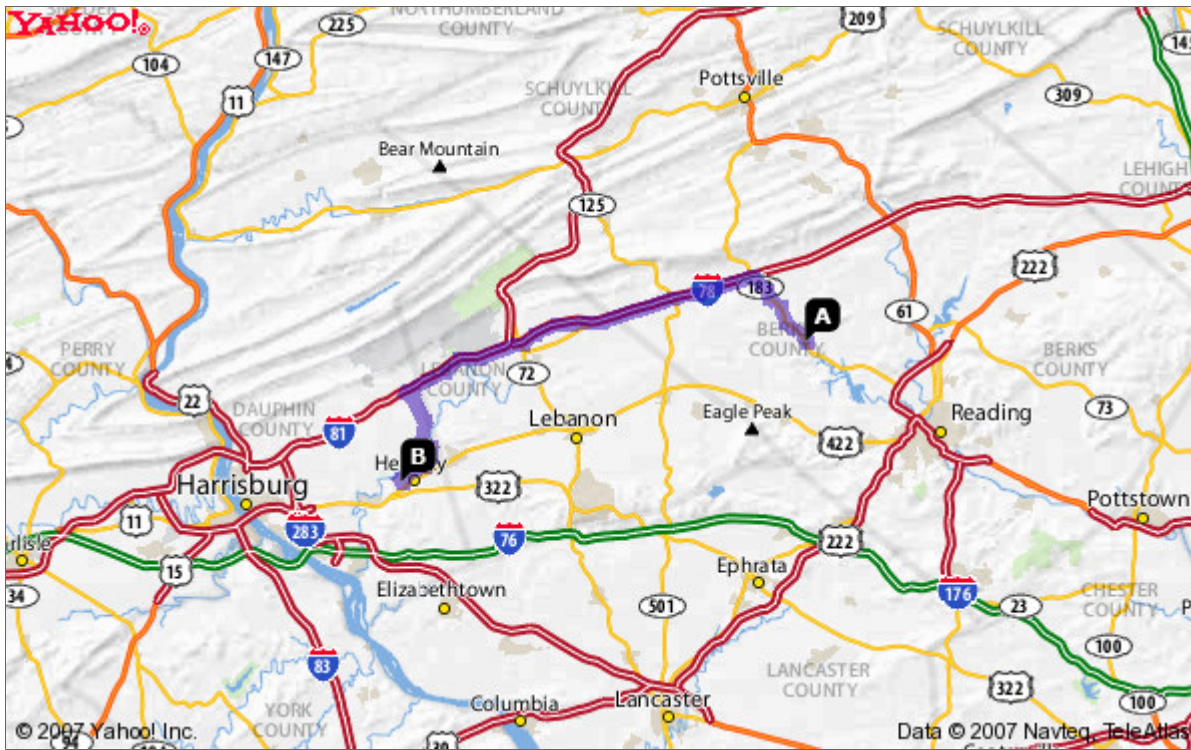 YAHOO!
NORTHUMBERLAND
COUNTY
225
209
SCHUYLKILL
COUNTY
147
104
Pottsville
11
SCHUYLKILL
COUNTY
309
Bear Mountain
LEHIGH
COUNTY
125
222
78
183
A
61
BERKS
COUNTY
PERRY
COUNTY
BERKS
COUNTY
LEBANON
COUNTY
72
22
DAUPHIN
COUNTY
Lebanon
Eagle Peak
Reading
73
81
422
B
Harrisburg
322
Pottstown
11
283
76
222
15
Ephrata
Elizabethtown
176
34
501
23
CHESTER
COUNTY
100
83
LANCASTER
COUNTY
322
Columbia
Lancaster
100
YORK
COUNTY
© 2007 Yahoo! Inc.
Data © 2007 Navteq, TeleAtlas
94
30